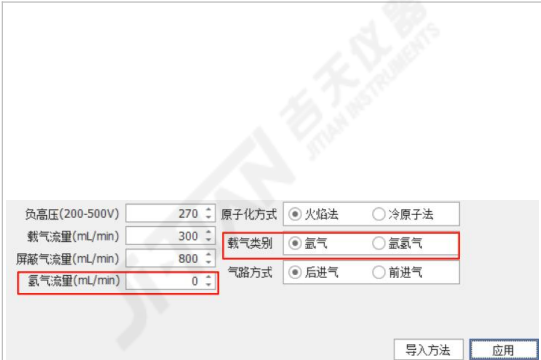 吉天仪器
JITIAN INSTRUMENTS
负高压(200-500V) 270 原子化方式 火焰法 冷原子法
载气流量(mL/min) 300 载气类别 氩气 氩氢气
屏蔽气流量(mL/min) 800 气路方式 后进气 前进气
氢气流量(mL/min) 0
导入方法 应用